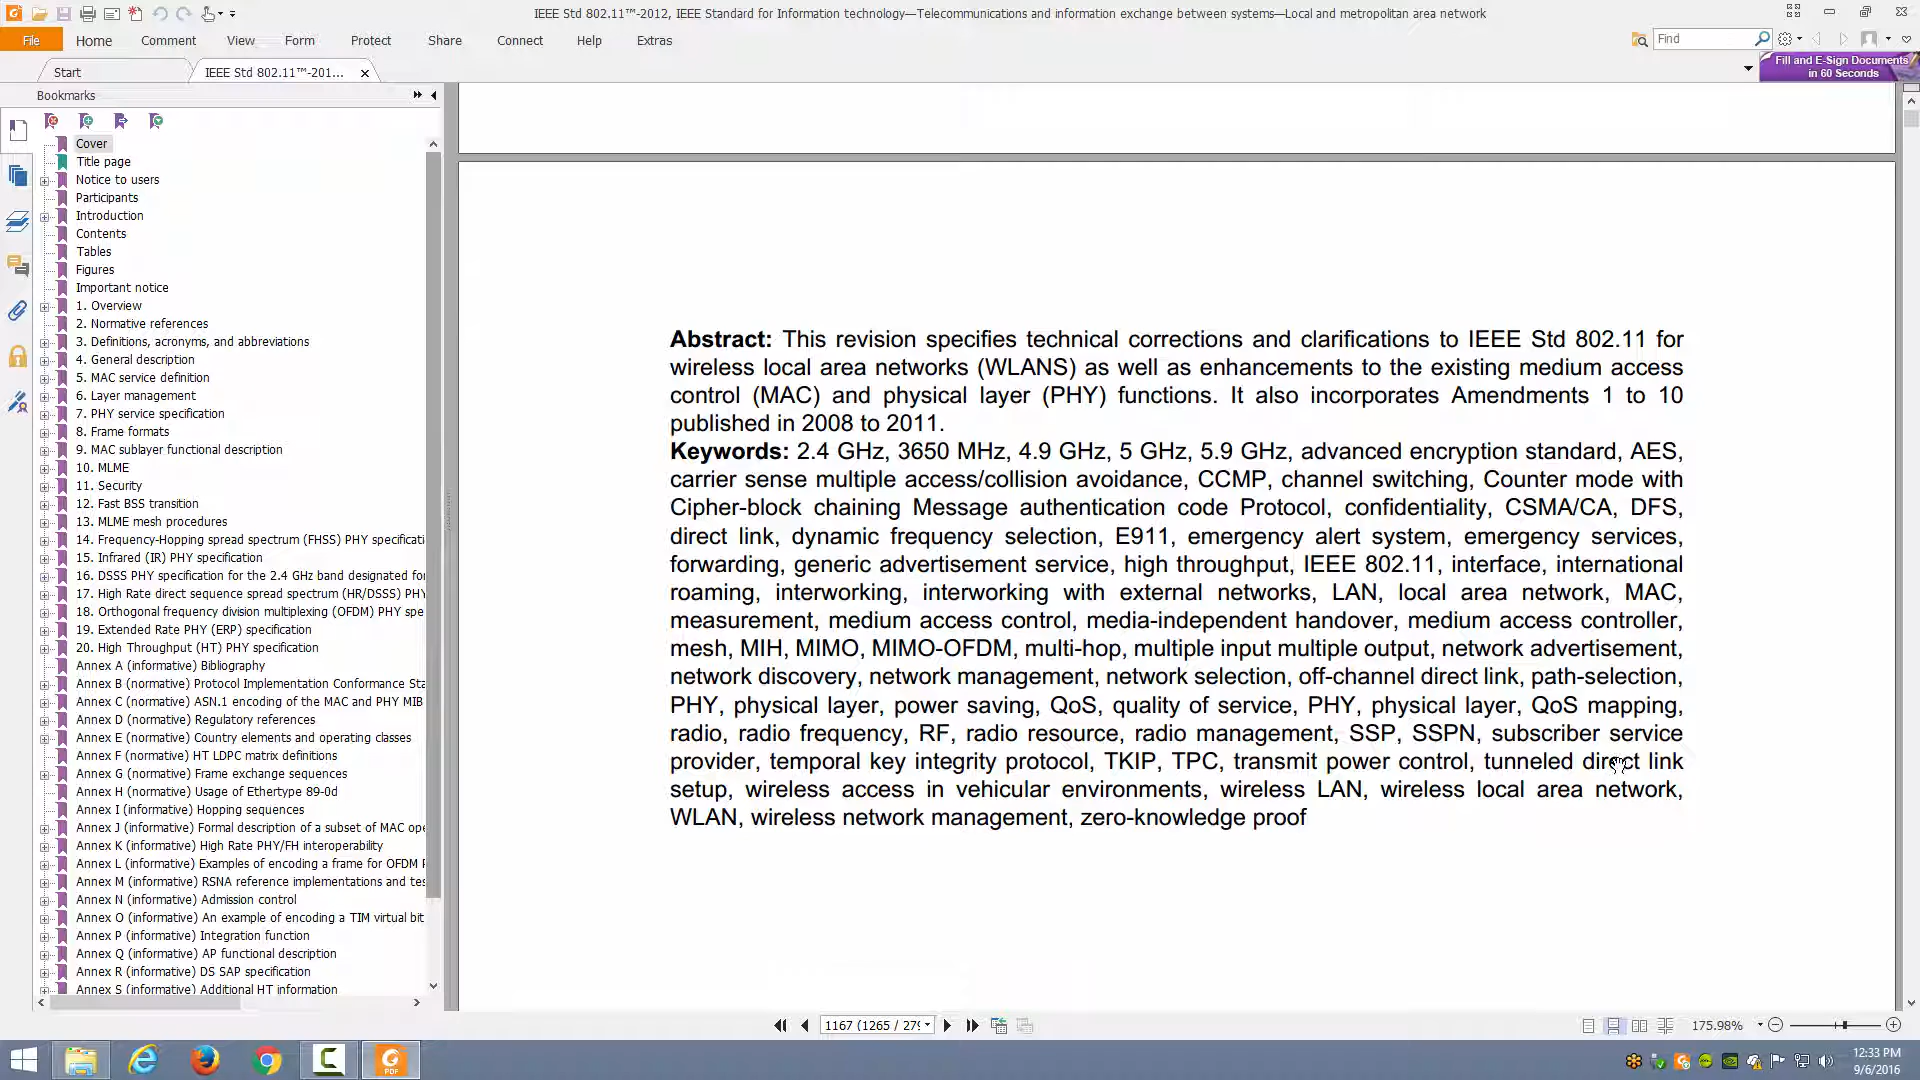 IEEE Std 802.11™-2012, IEEE Standard for Information technology—Telecommunications and information exchange between systems—Local and metropolitan area network
File Home Comment View Form Protect Share Connect Help Extras
Find
Start
IEEE Std 802.11™-201...
Fill and E-Sign Documents
in 60 Seconds
Bookmarks
Cover
Title page
Notice to users
Participants
Introduction
Contents
Tables
Figures
Important notice
1. Overview
2. Normative references
3. Definitions, acronyms, and abbreviations
4. General description
5. MAC service definition
6. Layer management
7. PHY service specification
8. Frame formats
9. MAC sublayer functional description
10. MLME
11. Security
12. Fast BSS transition
13. MLME mesh procedures
14. Frequency-Hopping spread spectrum (FHSS) PHY specificati
15. Infrared (IR) PHY specification
16. DSSS PHY specification for the 2.4 GHz band designated for
17. High Rate direct sequence spread spectrum (HR/DSSS) PHY
18. Orthogonal frequency division multiplexing (OFDM) PHY spe
19. Extended Rate PHY (ERP) specification
20. High Throughput (HT) PHY specification
Annex A (informative) Bibliography
Annex B (normative) Protocol Implementation Conformance Sta
Annex C (normative) ASN.1 encoding of the MAC and PHY MIB
Annex D (normative) Regulatory references
Annex E (normative) Country elements and operating classes
Annex F (normative) HT LDPC matrix definitions
Annex G (normative) Frame exchange sequences
Annex H (normative) Usage of Ethertype 89-0d
Annex I (informative) Hopping sequences
Annex J (informative) Formal description of a subset of MAC ope
Annex K (informative) High Rate PHY/FH interoperability
Annex L (informative) Examples of encoding a frame for OFDM P
Annex M (informative) RSNA reference implementations and tes
Annex N (informative) Admission control
Annex O (informative) An example of encoding a TIM virtual bit
Annex P (informative) Integration function
Annex Q (informative) AP functional description
Annex R (informative) DS SAP specification
Annex S (informative) Additional HT information
Abstract: This revision specifies technical corrections and clarifications to IEEE Std 802.11 for
wireless local area networks (WLANS) as well as enhancements to the existing medium access
control (MAC) and physical layer (PHY) functions. It also incorporates Amendments 1 to 10
published in 2008 to 2011.
Keywords: 2.4 GHz, 3650 MHz, 4.9 GHz, 5 GHz, 5.9 GHz, advanced encryption standard, AES,
carrier sense multiple access/collision avoidance, CCMP, channel switching, Counter mode with
Cipher-block chaining Message authentication code Protocol, confidentiality, CSMA/CA, DFS,
direct link, dynamic frequency selection, E911, emergency alert system, emergency services,
forwarding, generic advertisement service, high throughput, IEEE 802.11, interface, international
roaming, interworking, interworking with external networks, LAN, local area network, MAC,
measurement, medium access control, media-independent handover, medium access controller,
mesh, MIH, MIMO, MIMO-OFDM, multi-hop, multiple input multiple output, network advertisement,
network discovery, network management, network selection, off-channel direct link, path-selection,
PHY, physical layer, power saving, QoS, quality of service, PHY, physical layer, QoS mapping,
radio, radio frequency, RF, radio resource, radio management, SSP, SSPN, subscriber service
provider, temporal key integrity protocol, TKIP, TPC, transmit power control, tunneled direct link
setup, wireless access in vehicular environments, wireless LAN, wireless local area network,
WLAN, wireless network management, zero-knowledge proof
1167 (1265 / 279
175.98%
PDF
12:33 PM
9/6/2016